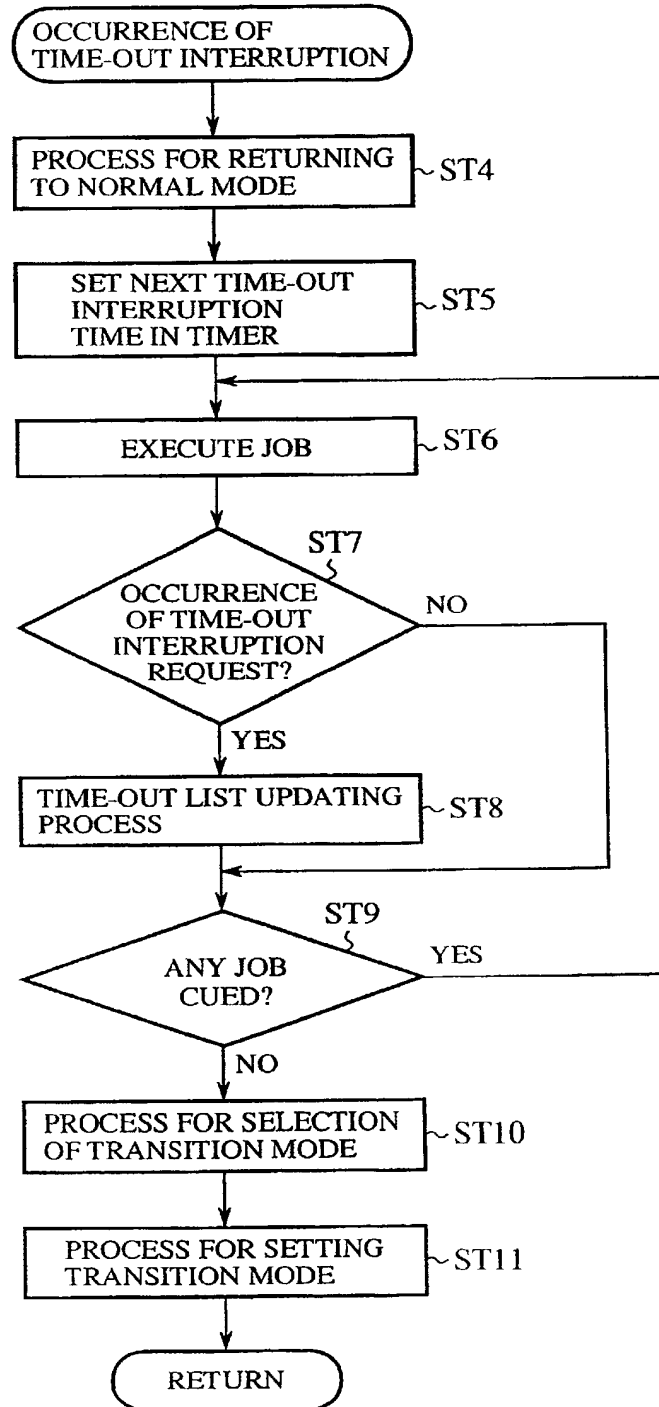 OCCURRENCE OF
TIME-OUT INTERRUPTION
PROCESS FOR RETURNING
TO NORMAL MODE
ST4
SET NEXT TIME-OUT
INTERRUPTION
TIME IN TIMER
ST5
EXECUTE JOB
ST6
ST7
OCCURRENCE
OF TIME-OUT
INTERRUPTION
REQUEST?
NO
YES
TIME-OUT LIST UPDATING
PROCESS
ST8
ST9
ANY JOB
CUED?
YES
NO
PROCESS FOR SELECTION
OF TRANSITION MODE
ST10
PROCESS FOR SETTING
TRANSITION MODE
ST11
RETURN